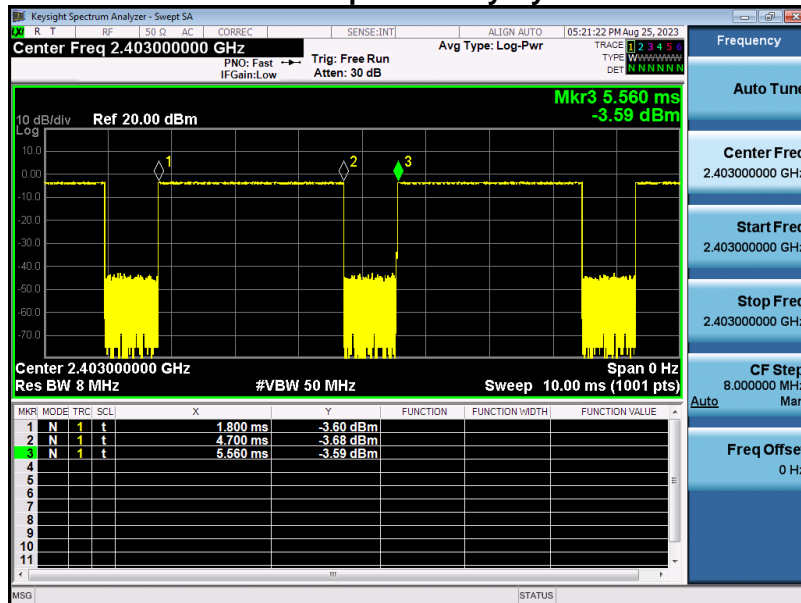 Keysight Spectrum Analyzer - Swept SA
LXI R T RF 50 Ω AC CORREC SENSE:INT ALIGN AUTO 05:21:22 PM Aug 25, 2023
Center Freq 2.403000000 GHz
PNO: Fast
IFGain:Low
Trig: Free Run
Atten: 30 dB
Avg Type: Log-Pwr
TRACE 1 2 3 4 5 6
TYPE WWWWWW
DET N N N N N N
Mkr3 5.560 ms
-3.59 dBm
10 dB/div Ref 20.00 dBm
Log
10.0
0.00
-10.0
-20.0
-30.0
-40.0
-50.0
-60.0
-70.0
1
2
3
Center 2.403000000 GHz Span 0 Hz
Res BW 8 MHz #VBW 50 MHz Sweep 10.00 ms (1001 pts)
MKR MODE TRC SCL X Y FUNCTION FUNCTION WIDTH FUNCTION VALUE
1 N 1 t 1.800 ms -3.60 dBm
2 N 1 t 4.700 ms -3.68 dBm
3 N 1 t 5.560 ms -3.59 dBm
4
5
6
7
8
9
10
11
MSG STATUS
Frequency
Auto Tune
Center Freq
2.403000000 GHz
Start Freq
2.403000000 GHz
Stop Freq
2.403000000 GHz
CF Step
8.000000 MHz
Auto Man
Freq Offset
0 Hz